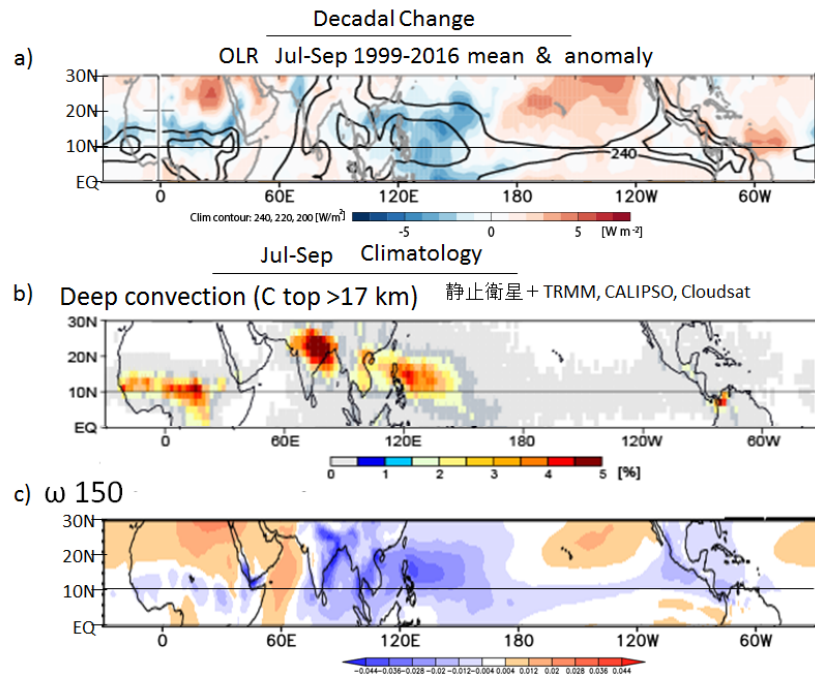 Decadal Change
a) OLR Jul-Sep 1999-2016 mean & anomaly
30N
20N
10N
EQ
240
0 60E 120E 180 120W 60W
Clim contour: 240, 220, 200 [W/m²]
-5 0 5 [W m⁻²]
Jul-Sep Climatology
b) Deep convection (C top >17 km) 静止衛星+TRMM, CALIPSO, Cloudsat
30N
20N
10N
EQ
0 60E 120E 180 120W 60W
0 1 2 3 4 5 [%]
c) ω 150
30N
20N
10N
EQ
0 60E 120E 180 120W 60W
-0.044 -0.036 -0.028 -0.02 -0.012 -0.004 0.004 0.012 0.02 0.028 0.036 0.044